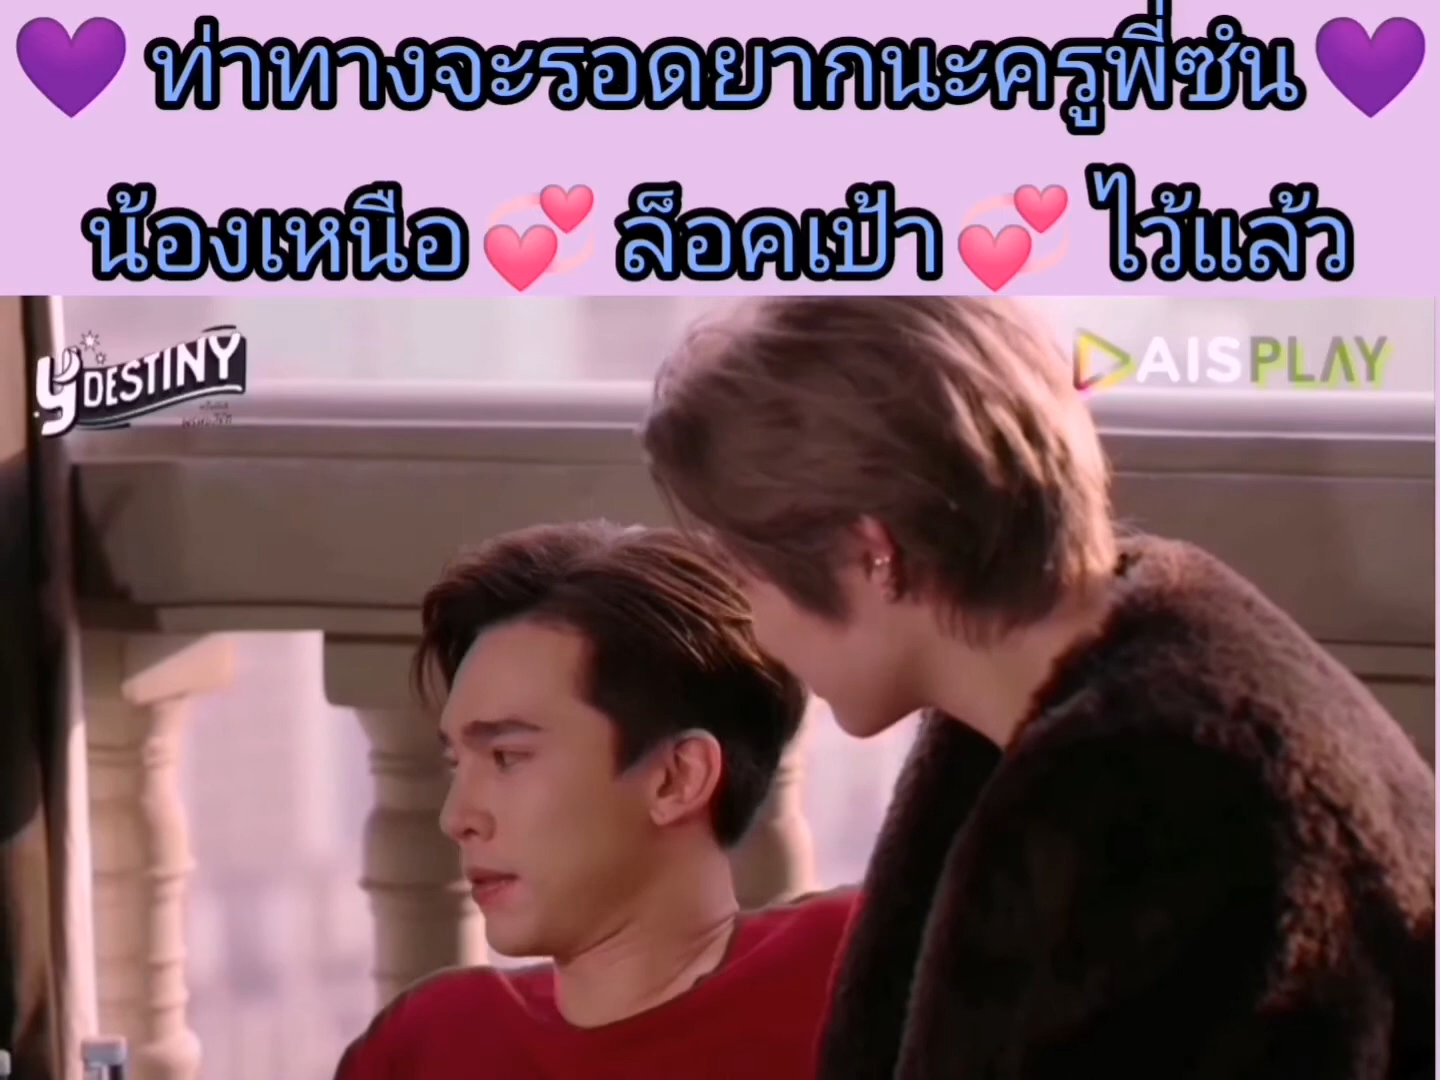 💜 ท่าทางจะรอดยากนะครูพี่ซัน 💜
น้องเหนือ💞 ล็อคเป้า💞 ไว้แล้ว
Y DESTINY
AIS PLAY